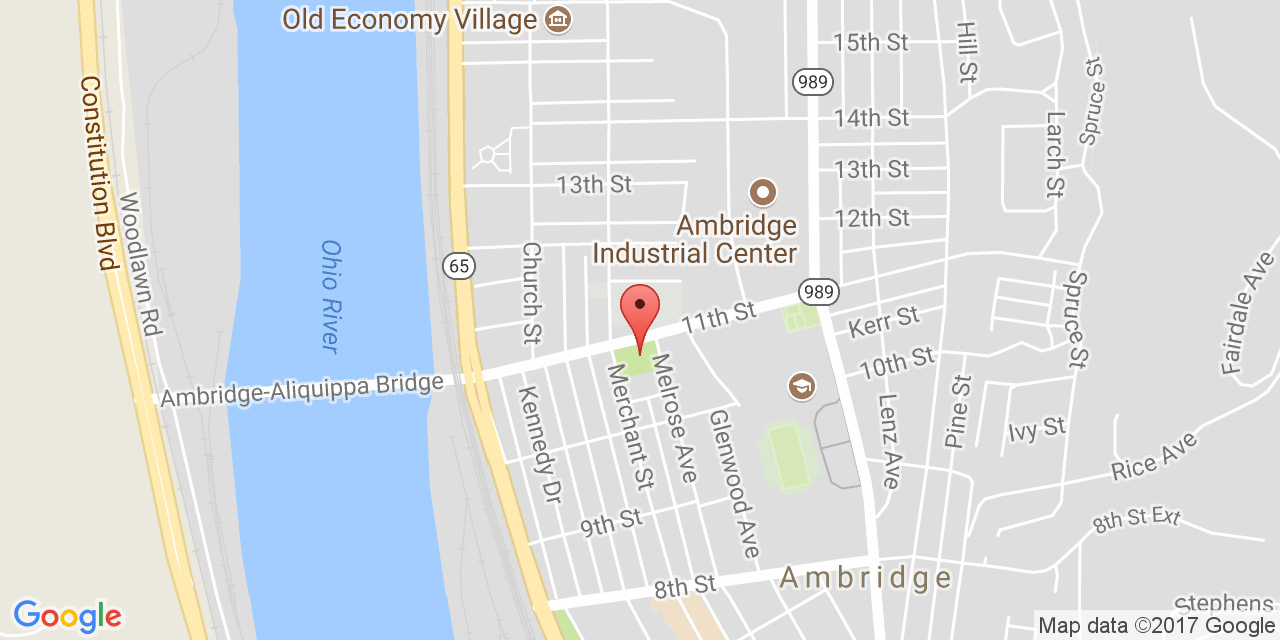 Old Economy Village
15th St
Hill St
989
Spruce St
14th St
Larch St
Constitution Blvd
Woodlawn Rd
13th St
13th St
12th St
Ambridge
Industrial Center
Ohio River
Church St
65
989
Spruce St
Fairdale Ave
11th St
Kerr St
10th St
Ambridge-Aliquippa Bridge
Kennedy Dr
Merchant St
Melrose Ave
Glenwood Ave
Lenz Ave
Pine St
Ivy St
Rice Ave
9th St
8th St Ext
8th St
Ambridge
Stephens
Google
Map data ©2017 Google